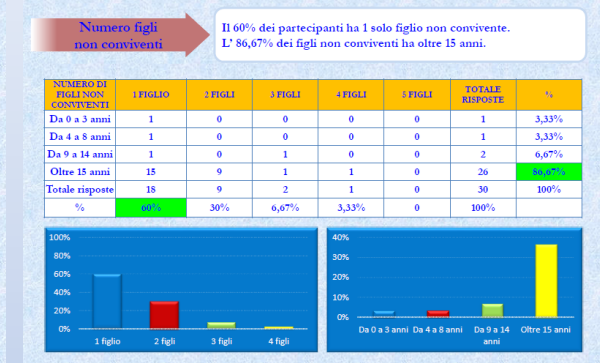 Numero figli
non conviventi
Il 60% dei partecipanti ha 1 solo figlio non convivente.
L' 86,67% dei figli non conviventi ha oltre 15 anni.
NUMERO DI FIGLI NON CONVIVENTI 1 FIGLIO 2 FIGLI 3 FIGLI 4 FIGLI 5 FIGLI TOTALE RISPOSTE %
Da 0 a 3 anni 1 0 0 0 0 1 3,33%
Da 4 a 8 anni 1 0 0 0 0 1 3,33%
Da 9 a 14 anni 1 0 1 0 0 2 6,67%
Oltre 15 anni 15 9 1 1 0 26 86,67%
Totale risposte 18 9 2 1 0 30 100%
% 60% 30% 6,67% 3,33% 0 100%
100%
80%
60%
40%
20%
0%
1 figlio 2 figli 3 figli 4 figli
40%
30%
20%
10%
0%
Da 0 a 3 anni Da 4 a 8 anni Da 9 a 14 anni Oltre 15 anni